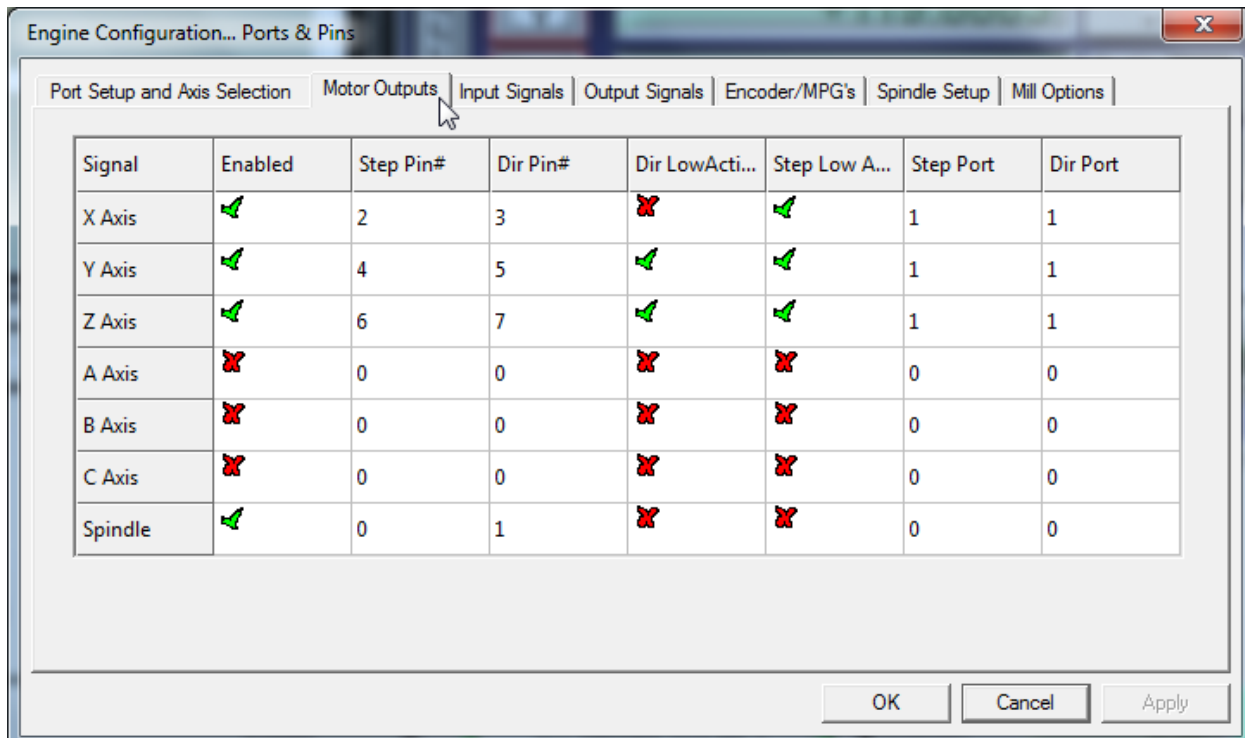 Engine Configuration... Ports & Pins
Port Setup and Axis Selection Motor Outputs Input Signals Output Signals Encoder/MPG's Spindle Setup Mill Options
Signal Enabled Step Pin# Dir Pin# Dir LowActi... Step Low A... Step Port Dir Port
X Axis 2 3 1 1
Y Axis 4 5 1 1
Z Axis 6 7 1 1
A Axis 0 0 0 0
B Axis 0 0 0 0
C Axis 0 0 0 0
Spindle 0 1 0 0
OK Cancel Apply